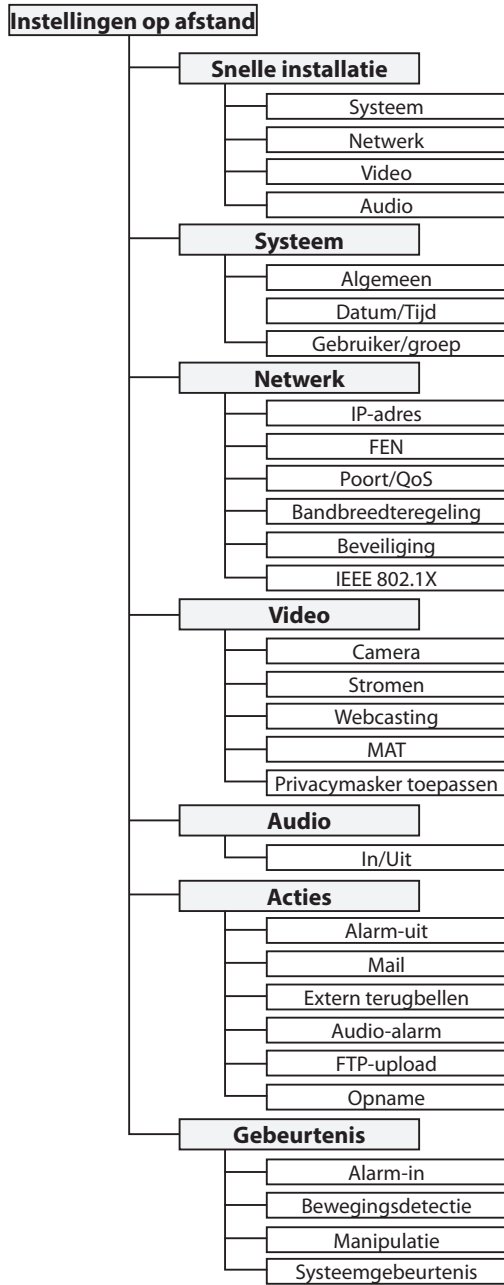 Instellingen op afstand
Snelle installatie
Systeem
Netwerk
Video
Audio
Systeem
Algemeen
Datum/Tijd
Gebruiker/groep
Netwerk
IP-adres
FEN
Poort/QoS
Bandbreedteregeling
Beveiliging
IEEE 802.1X
Video
Camera
Stromen
Webcasting
MAT
Privacymasker toepassen
Audio
In/Uit
Acties
Alarm-uit
Mail
Extern terugbellen
Audio-alarm
FTP-upload
Opname
Gebeurtenis
Alarm-in
Bewegingsdetectie
Manipulatie
Systeemgebeurtenis